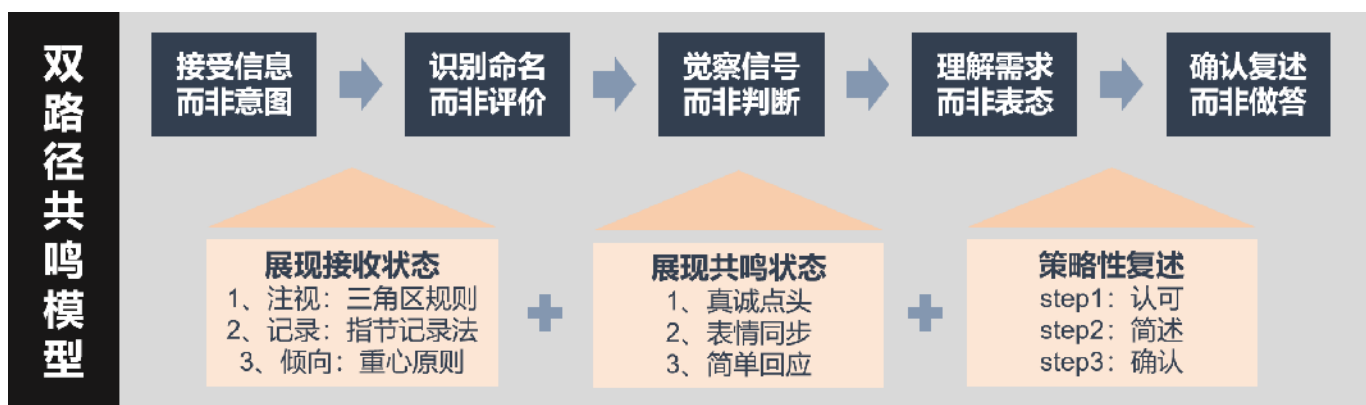 双路径共鸣模型
接受信息
而非意图
识别命名
而非评价
觉察信号
而非判断
理解需求
而非表态
确认复述
而非做答
展现接收状态
1、注视：三角区规则
2、记录：指节记录法
3、倾向：重心原则
展现共鸣状态
1、真诚点头
2、表情同步
3、简单回应
策略性复述
step1：认可
step2：简述
step3：确认